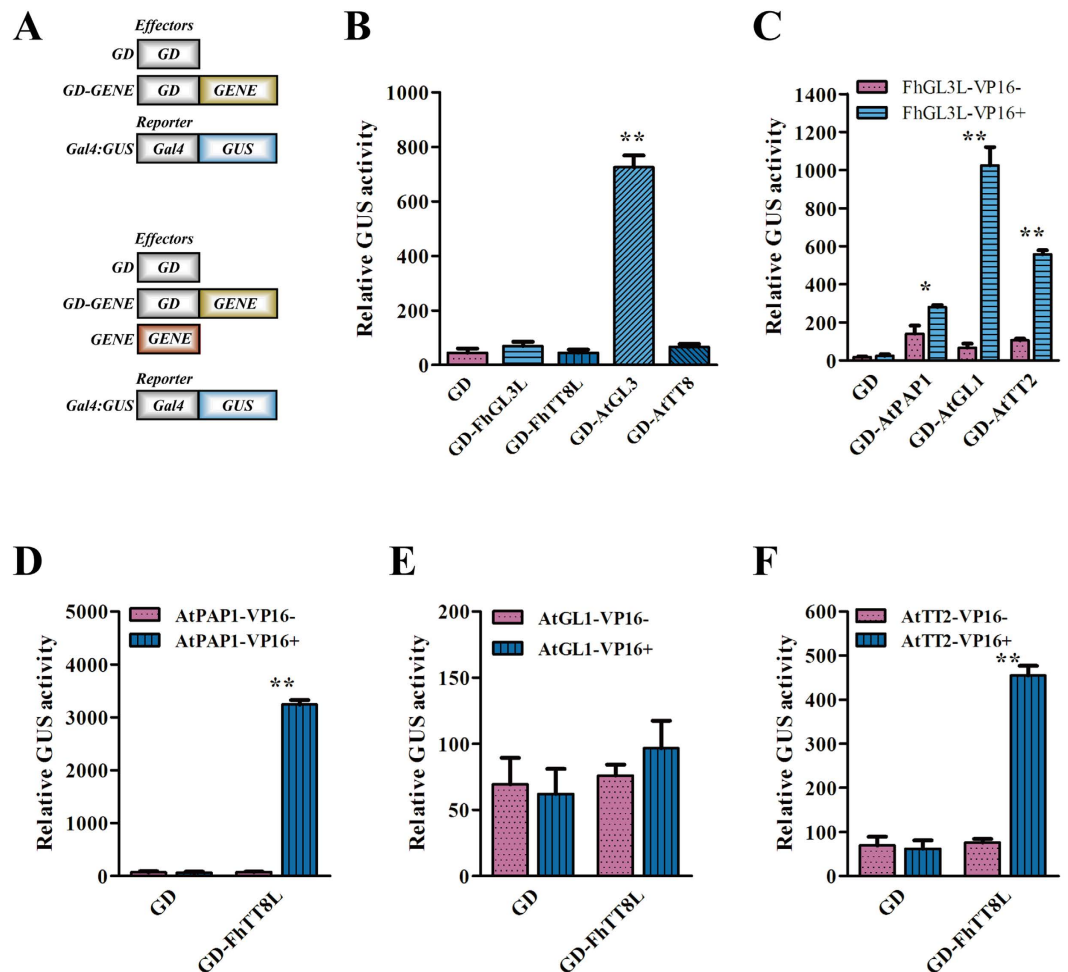 A
Effectors
GD GD
GD-GENE GD GENE
Reporter
Gal4:GUS Gal4 GUS
Effectors
GD GD
GD-GENE GD GENE
GENE GENE
Reporter
Gal4:GUS Gal4 GUS
B
Relative GUS activity
1000
800
600
400
200
0
**
GD
GD-FhGL3L
GD-FhTT8L
GD-AtGL3
GD-AtTT8
C
FhGL3L-VP16-
FhGL3L-VP16+
Relative GUS activity
1400
1200
1000
800
600
400
200
0
*
**
**
GD
GD-AtPAP1
GD-AtGL1
GD-AtTT2
D
AtPAP1-VP16-
AtPAP1-VP16+
Relative GUS activity
5000
4000
3000
2000
1000
0
**
GD
GD-FhTT8L
E
AtGL1-VP16-
AtGL1-VP16+
Relative GUS activity
200
150
100
50
0
GD
GD-FhTT8L
F
AtTT2-VP16-
AtTT2-VP16+
Relative GUS activity
600
500
400
300
200
100
0
**
GD
GD-FhTT8L